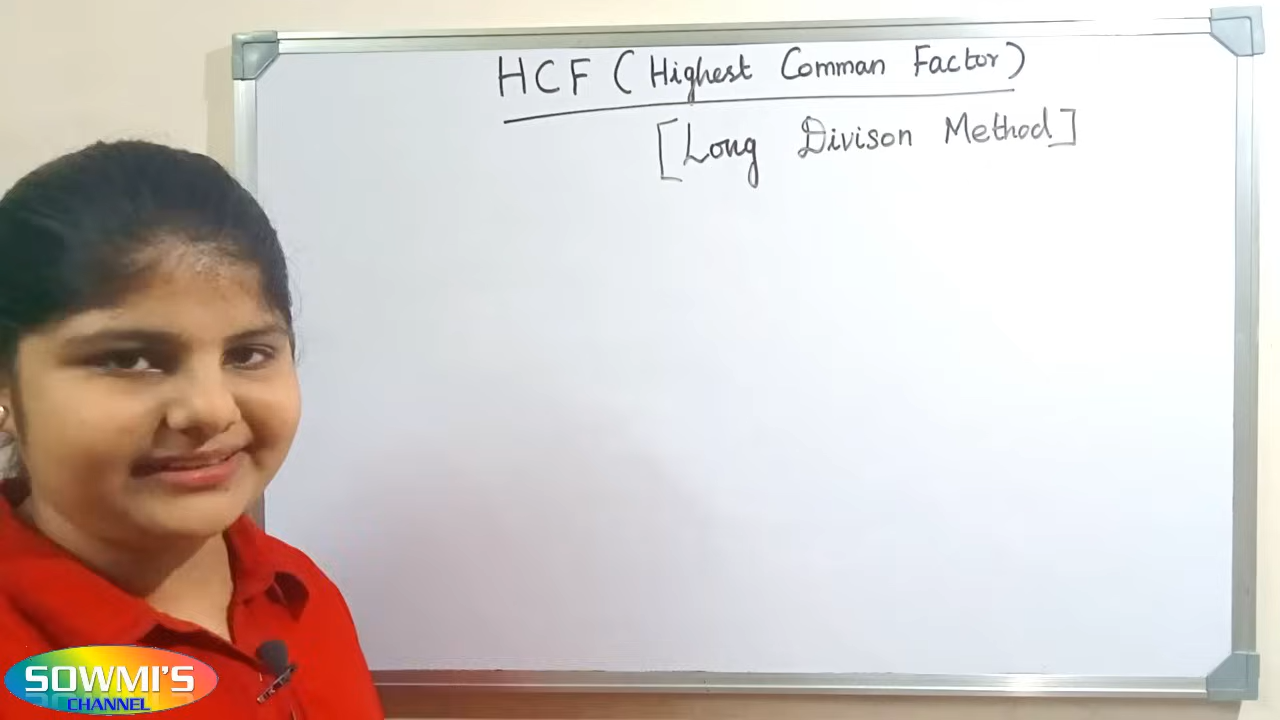 HCF (Highest Comman Factor)
[Long Divison Method]
SOWMI'S
CHANNEL